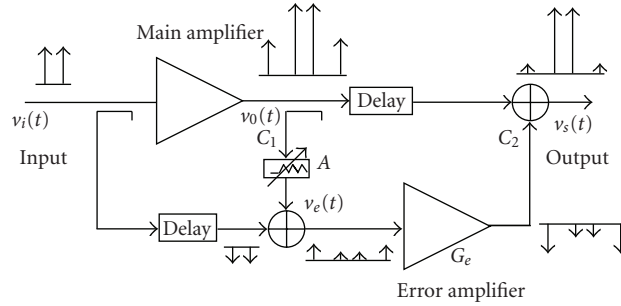 Main amplifier
Delay
v_i(t)
v_0(t)
v_s(t)
C_1
C_2
Input
Output
A
v_e(t)
Delay
G_e
Error amplifier